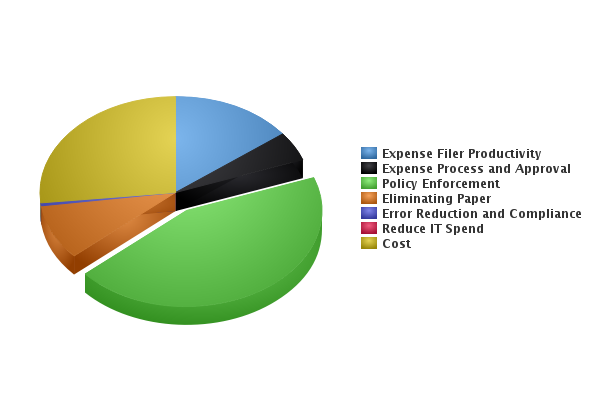 Expense Filer Productivity
Expense Process and Approval
Policy Enforcement
Eliminating Paper
Error Reduction and Compliance
Reduce IT Spend
Cost